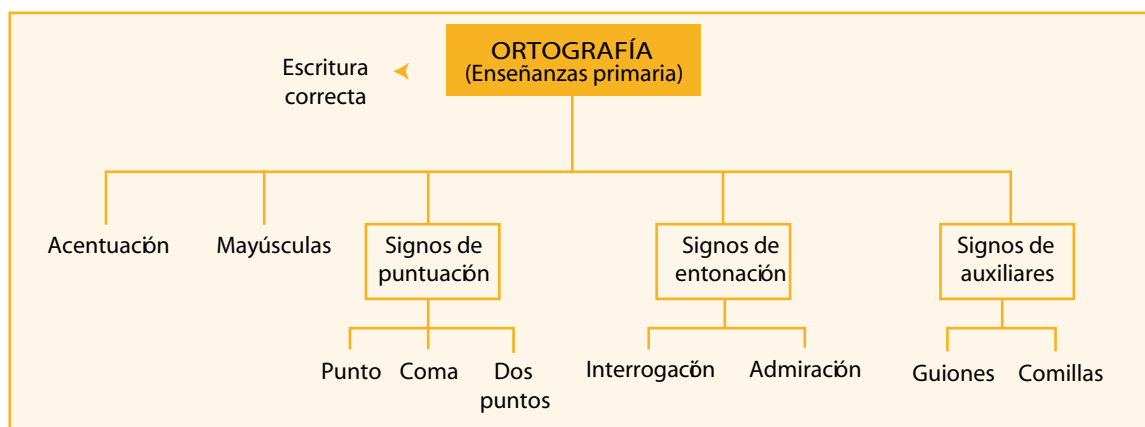 ORTOGRAFÍA
(Enseñanzas primaria)
Escritura
correcta
Acentuación
Mayúsculas
Signos de
puntuación
Signos de
entonación
Signos de
auxiliares
Punto
Coma
Dos
puntos
Interrogación
Admiración
Guiones
Comillas